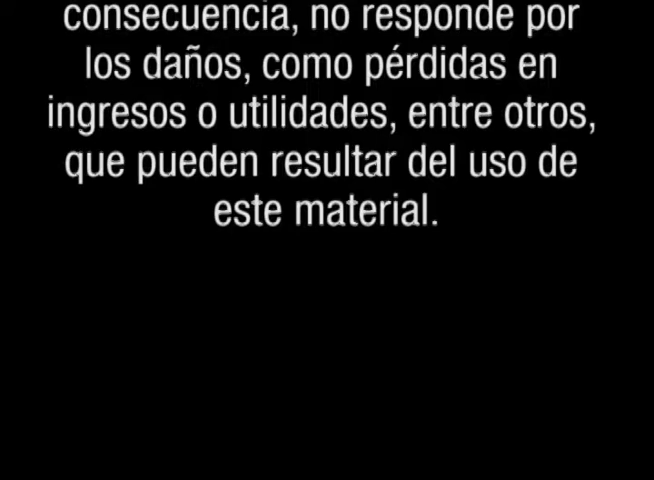 consecuencia, no responde por
los daños, como pérdidas en
ingresos o utilidades, entre otros,
que pueden resultar del uso de
este material.